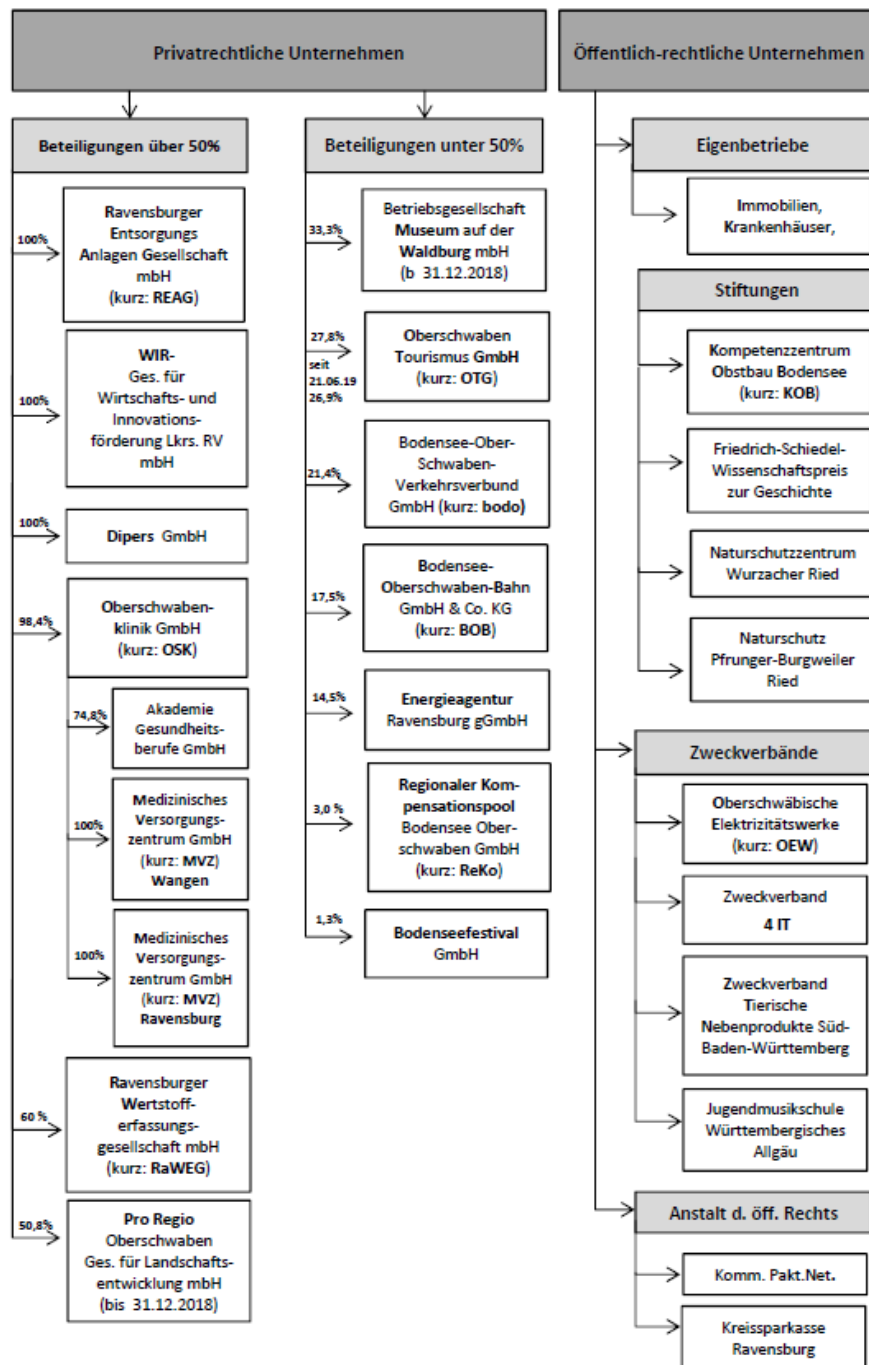 Privatrechtliche Unternehmen
Beteiligungen über 50%
100%
Ravensburger
Entsorgungs
Anlagen Gesellschaft
mbH
(kurz: REAG)
100%
WIR-
Ges. für
Wirtschafts- und
Innovations-
förderung Lkrs. RV
mbH
100%
Dipers GmbH
98,4%
Oberschwaben-
klinik GmbH
(kurz: OSK)
74,8%
Akademie
Gesundheits-
berufe GmbH
100%
Medizinisches
Versorgungs-
zentrum GmbH
(kurz: MVZ)
Wangen
100%
Medizinisches
Versorgungs-
zentrum GmbH
(kurz: MVZ)
Ravensburg
60 %
Ravensburger
Wertstoff-
erfassungs-
gesellschaft mbH
(kurz: RaWEG)
50,8%
Pro Regio
Oberschwaben
Ges. für Landschafts-
entwicklung mbH
(bis 31.12.2018)
Beteiligungen unter 50%
33,3%
Betriebsgesellschaft
Museum auf der
Waldburg mbH
(b 31.12.2018)
27,8%
seit
21.06.19
26,9%
Oberschwaben
Tourismus GmbH
(kurz: OTG)
21,4%
Bodensee-Ober-
Schwaben-
Verkehrsverbund
GmbH (kurz: bodo)
17,5%
Bodensee-
Oberschwaben-Bahn
GmbH & Co. KG
(kurz: BOB)
14,5%
Energieagentur
Ravensburg gGmbH
3,0 %
Regionaler Kom-
pensationspool
Bodensee Ober-
schwaben GmbH
(kurz: ReKo)
1,3%
Bodenseefestival
GmbH
Öffentlich-rechtliche Unternehmen
Eigenbetriebe
Immobilien,
Krankenhäuser,
Stiftungen
Kompetenzzentrum
Obstbau Bodensee
(kurz: KOB)
Friedrich-Schiedel-
Wissenschaftspreis
zur Geschichte
Naturschutzzentrum
Wurzacher Ried
Naturschutz
Pfrunger-Burgweiler
Ried
Zweckverbände
Oberschwäbische
Elektrizitätswerke
(kurz: OEW)
Zweckverband
4 IT
Zweckverband
Tierische
Nebenprodukte Süd-
Baden-Württemberg
Jugendmusikschule
Württembergisches
Allgäu
Anstalt d. öff. Rechts
Komm. Pakt.Net.
Kreissparkasse
Ravensburg